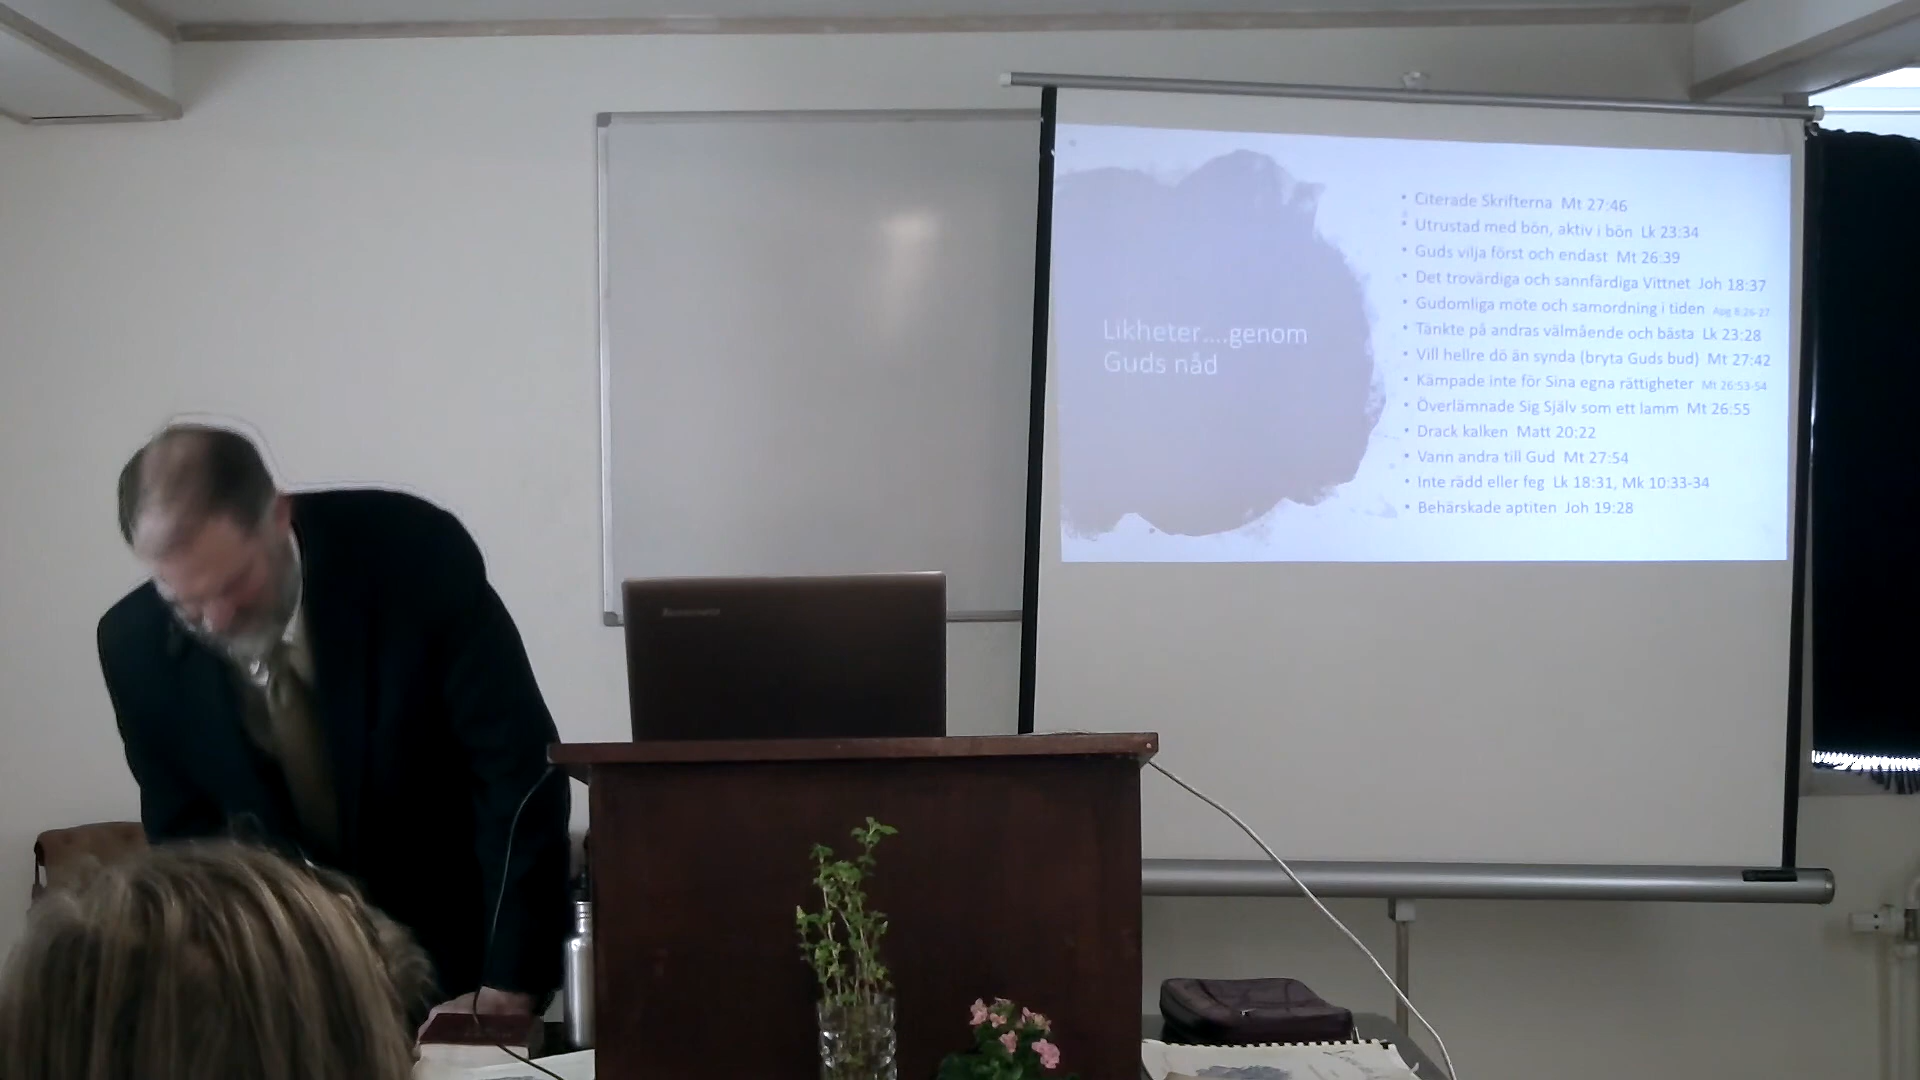 Likheter....genom
Guds nåd
• Citerade Skrifterna Mt 27:46
• Utrustad med bön, aktiv i bön Lk 23:34
• Guds vilja först och endast Mt 26:39
• Det trovärdiga och sannfärdiga Vittnet Joh 18:37
• Gudomliga möte och samordning i tiden Apg 8:26-27
• Tänkte på andras välmående och bästa Lk 23:28
• Vill hellre dö än synda (bryta Guds bud) Mt 27:42
• Kämpade inte för Sina egna rättigheter Mt 26:53-54
• Överlämnade Sig Själv som ett lamm Mt 26:55
• Drack kalken Matt 20:22
• Vann andra till Gud Mt 27:54
• Inte rädd eller feg Lk 18:31, Mk 10:33-34
• Behärskade aptiten Joh 19:28